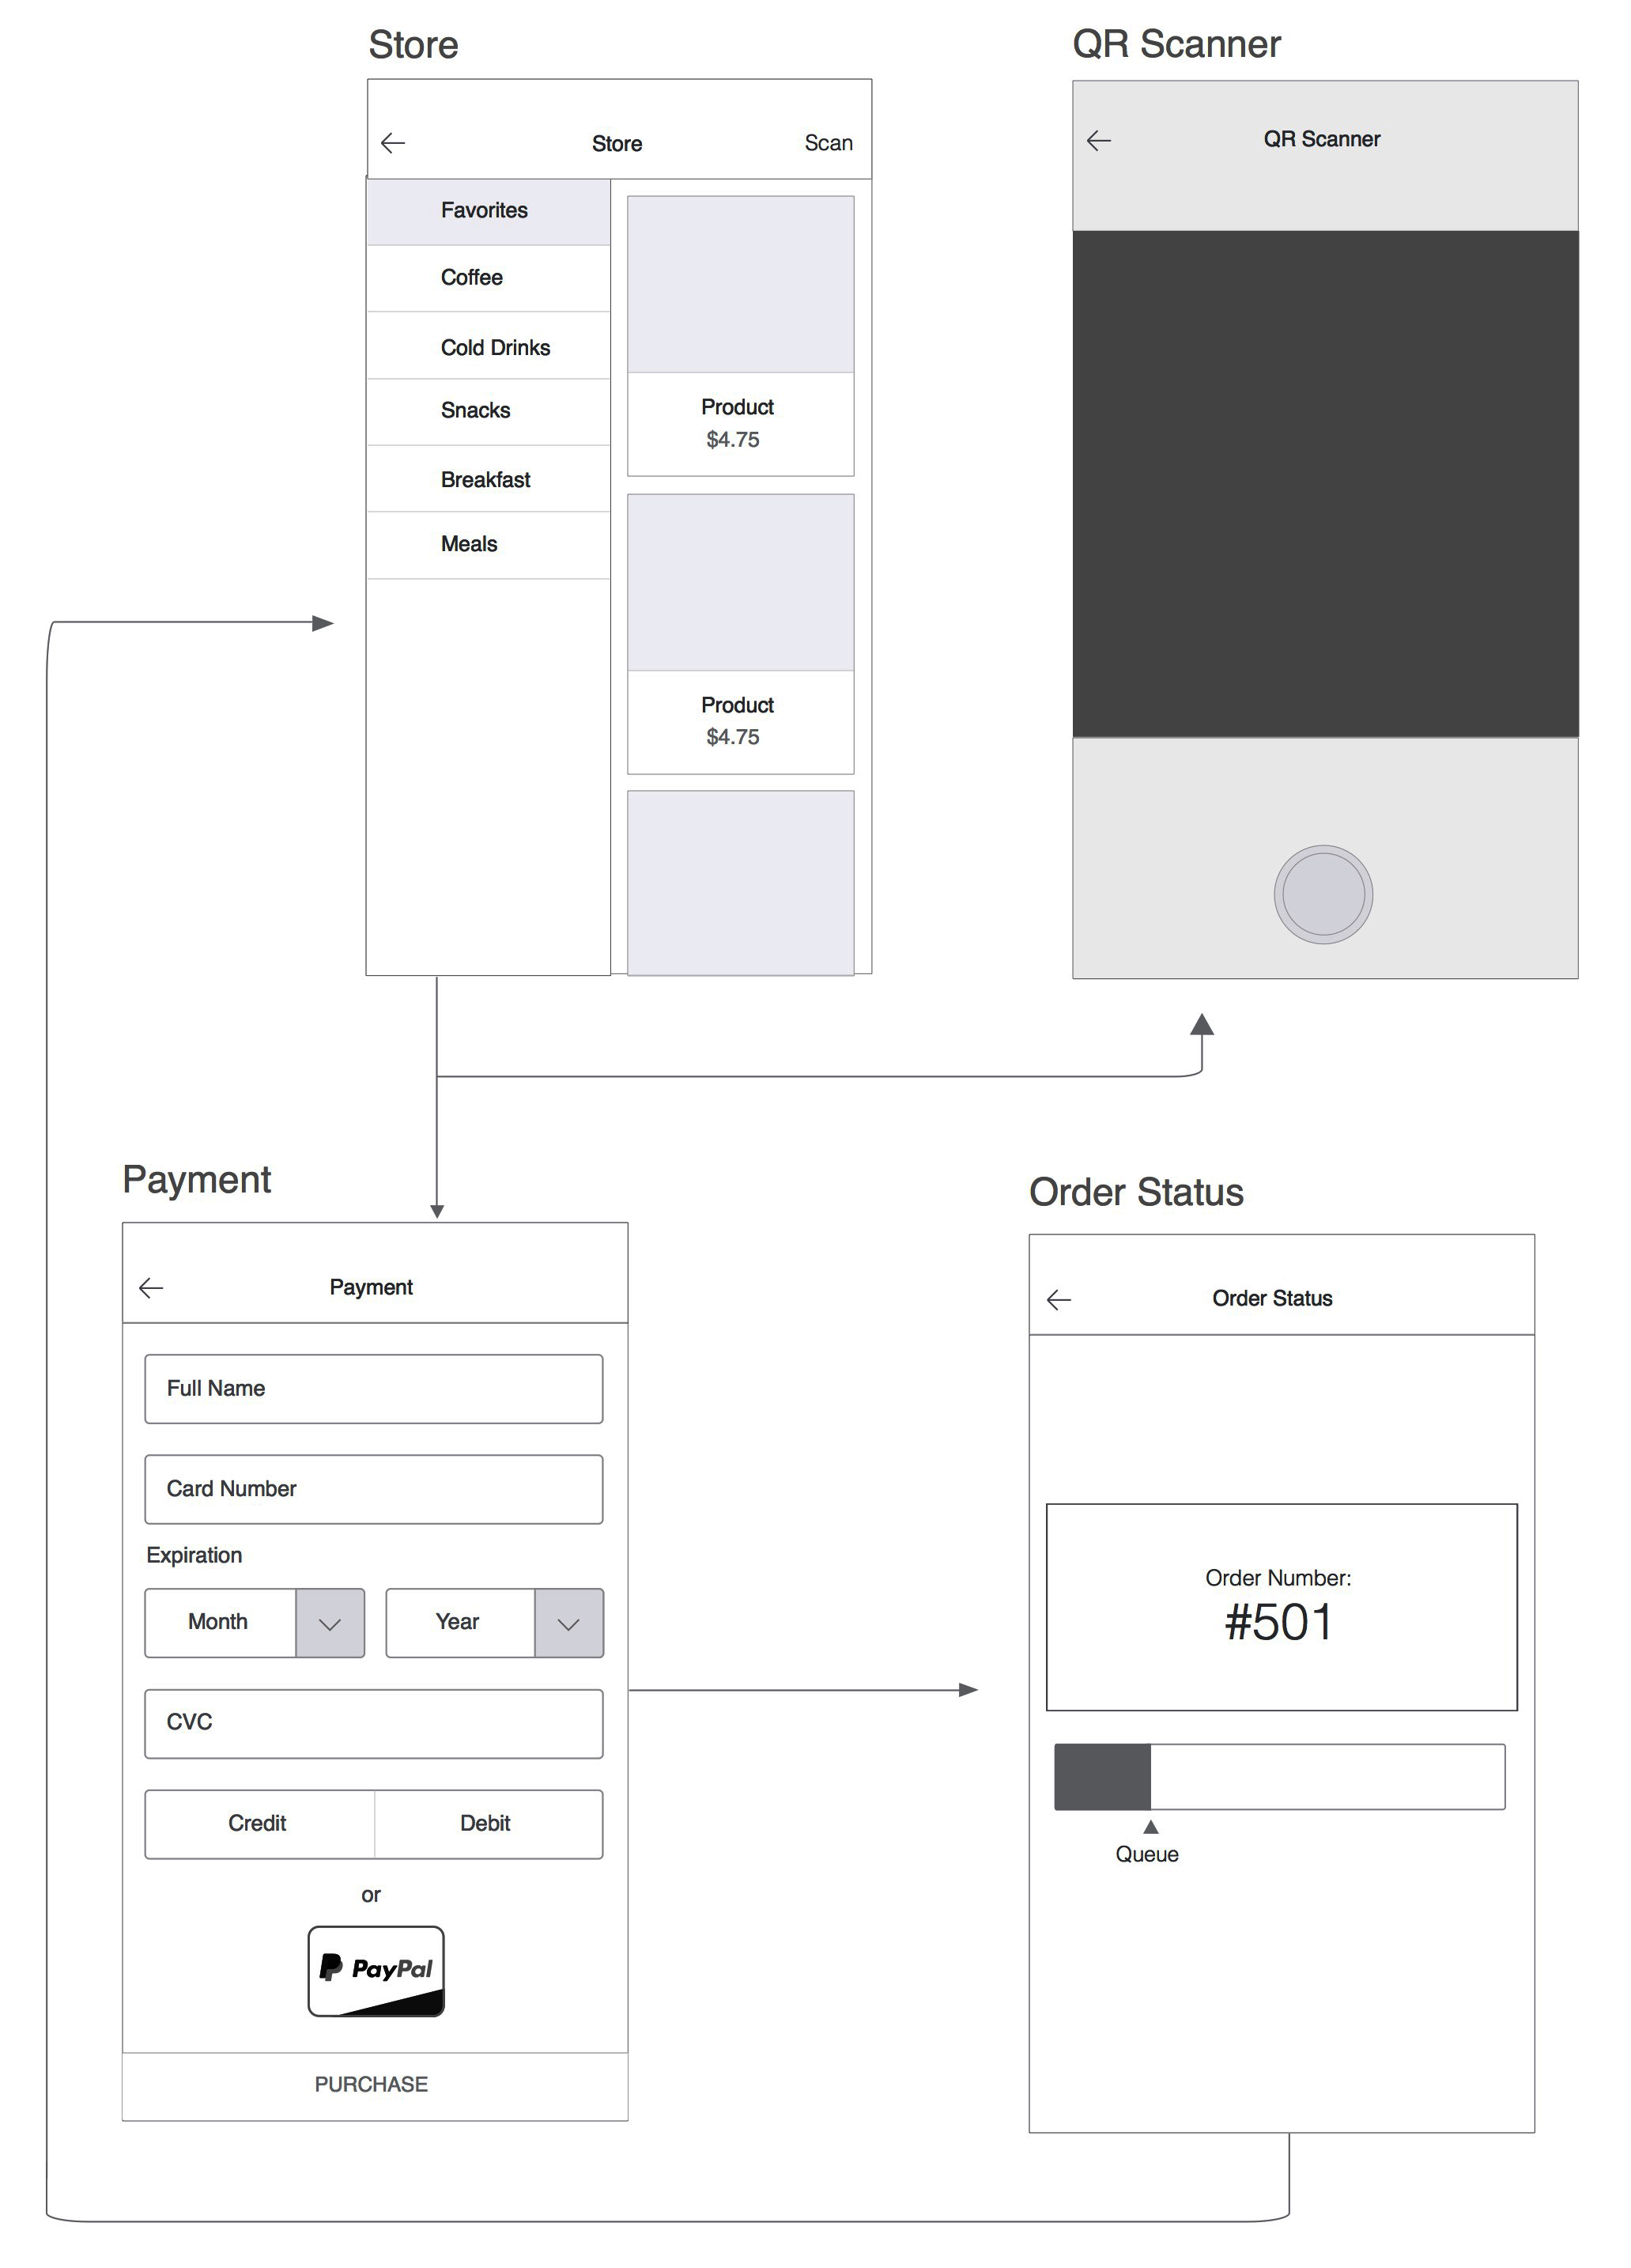 Store
Store
Scan
Favorites
Coffee
Cold Drinks
Snacks
Breakfast
Meals
Product
$4.75
Product
$4.75
QR Scanner
QR Scanner
Payment
Payment
Full Name
Card Number
Expiration
Month
Year
CVC
Credit
Debit
or
PayPal
PURCHASE
Order Status
Order Status
Order Number:
#501
Queue